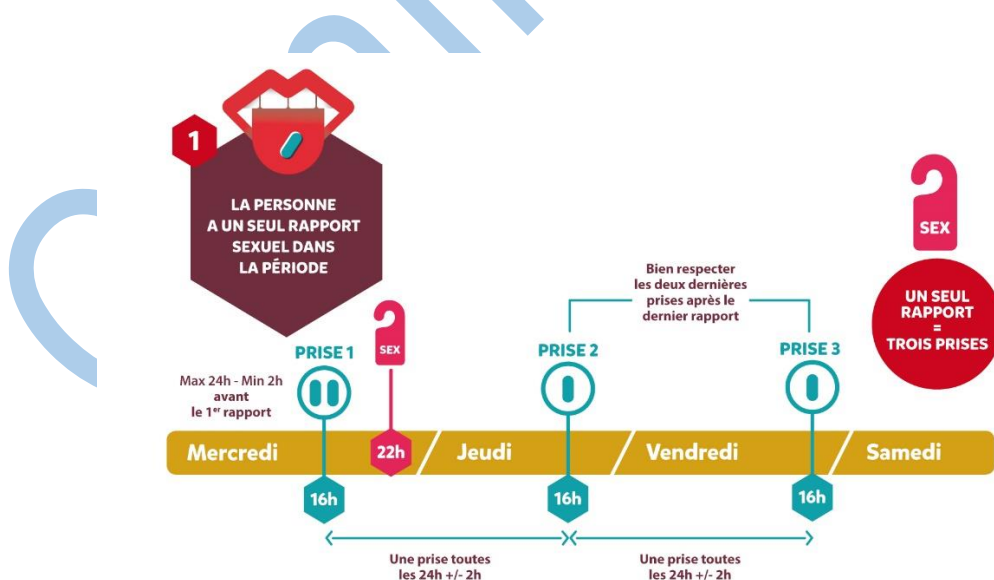 1
LA PERSONNE
A UN SEUL RAPPORT
SEXUEL DANS
LA PÉRIODE
SEX
UN SEUL
RAPPORT
=
TROIS PRISES
Bien respecter
les deux dernières
prises après le
dernier rapport
Max 24h - Min 2h
avant
le 1er rapport
PRISE 1
SEX
PRISE 2
PRISE 3
Mercredi
22h
Jeudi
Vendredi
Samedi
16h
16h
16h
Une prise toutes
les 24h +/- 2h
Une prise toutes
les 24h +/- 2h